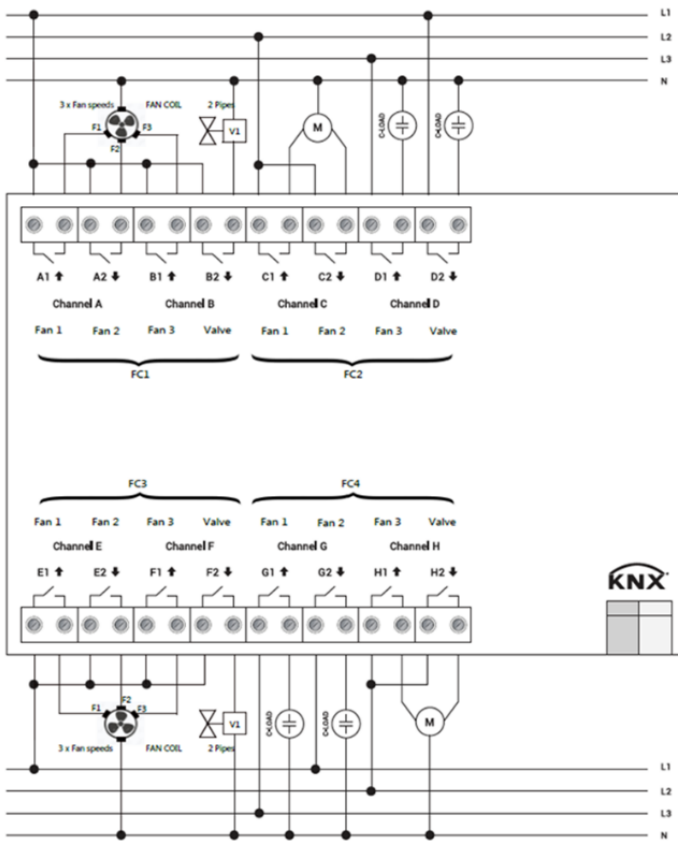 L1
L2
L3
N
3 x Fan speeds FAN COIL 2 Pipes
F1 F3 V1 M C-LOAD C-LOAD
F2
A1 A2 B1 B2 C1 C2 D1 D2
Channel A Channel B Channel C Channel D
Fan 1 Fan 2 Fan 3 Valve Fan 1 Fan 2 Fan 3 Valve
FC1 FC2
FC3 FC4
Fan 1 Fan 2 Fan 3 Valve Fan 1 Fan 2 Fan 3 Valve
Channel E Channel F Channel G Channel H
E1 E2 F1 F2 G1 G2 H1 H2
KNX
F2
F1 F3 V1 C-LOAD C-LOAD M
3 x Fan speeds FAN COIL 2 Pipes
L1
L2
L3
N